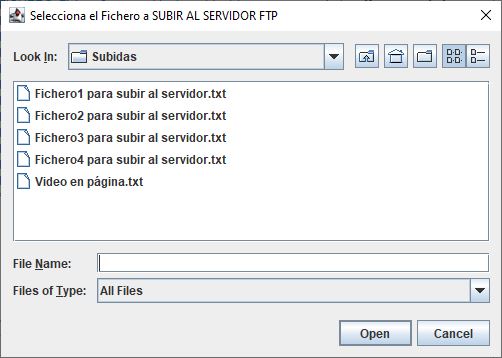 Selecciona el Fichero a SUBIR AL SERVIDOR FTP
Look In: Subidas
Fichero1 para subir al servidor.txt
Fichero2 para subir al servidor.txt
Fichero3 para subir al servidor.txt
Fichero4 para subir al servidor.txt
Video en página.txt
File Name:
Files of Type: All Files
Open Cancel